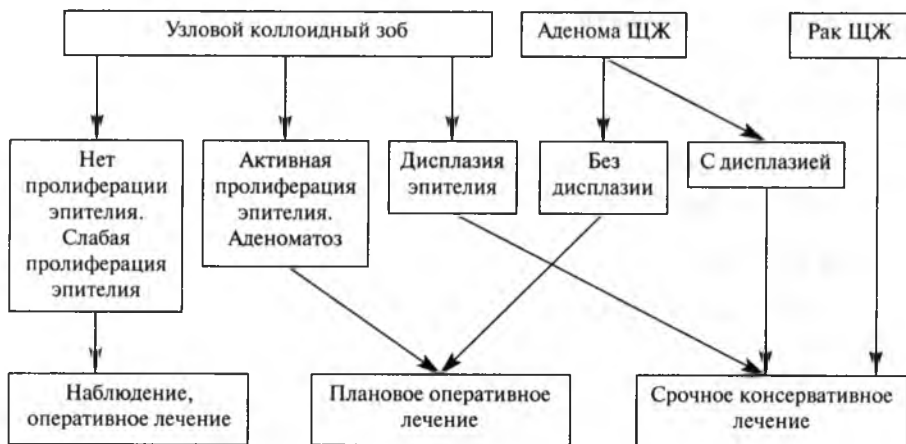 Узловой коллоидный зоб
Аденома ЩЖ
Рак ЩЖ
Нет
пролиферации
эпителия.
Слабая
пролиферация
эпителия
Активная
пролиферация
эпителия.
Аденоматоз
Дисплазия
эпителия
Без
дисплазии
С дисплазией
Наблюдение,
оперативное лечение
Плановое оперативное
лечение
Срочное консервативное
лечение